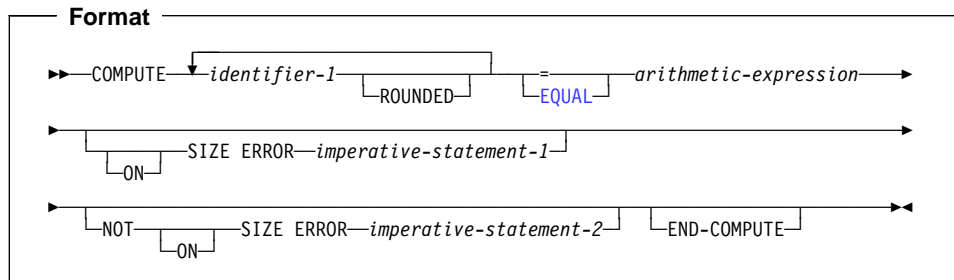 Format
COMPUTE identifier-1 ROUNDED = EQUAL arithmetic-expression
ON SIZE ERROR imperative-statement-1
NOT ON SIZE ERROR imperative-statement-2 END-COMPUTE